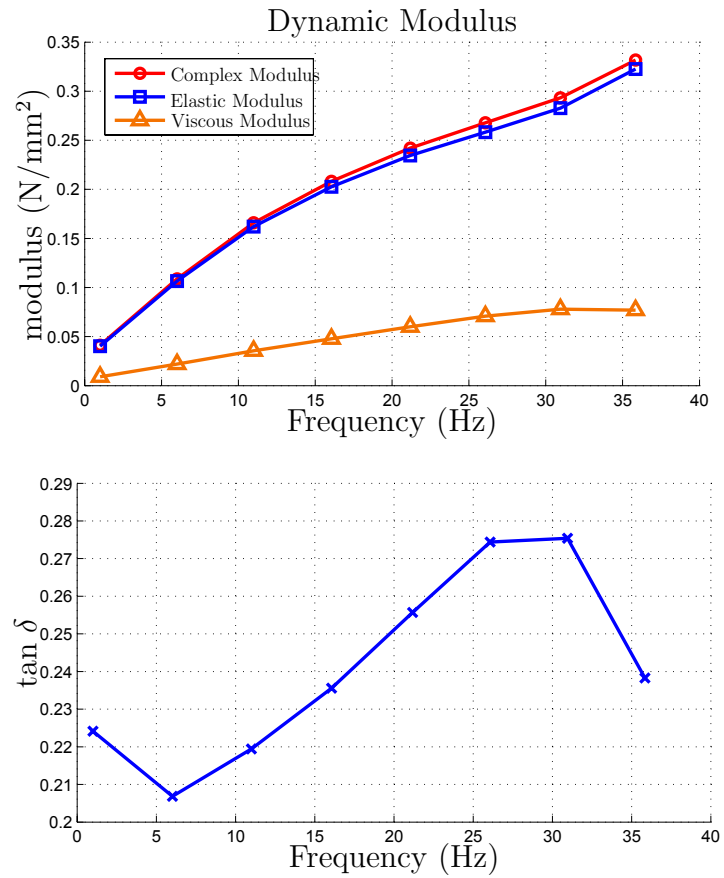 Dynamic Modulus
0.35
0.3
0.25
0.2
0.15
0.1
0.05
0
modulus (N/mm²)
Complex Modulus
Elastic Modulus
Viscous Modulus
0 5 10 15 20 25 30 35 40
Frequency (Hz)
0.29
0.28
0.27
0.26
0.25
0.24
0.23
0.22
0.21
0.2
tan δ
0 5 10 15 20 25 30 35 40
Frequency (Hz)